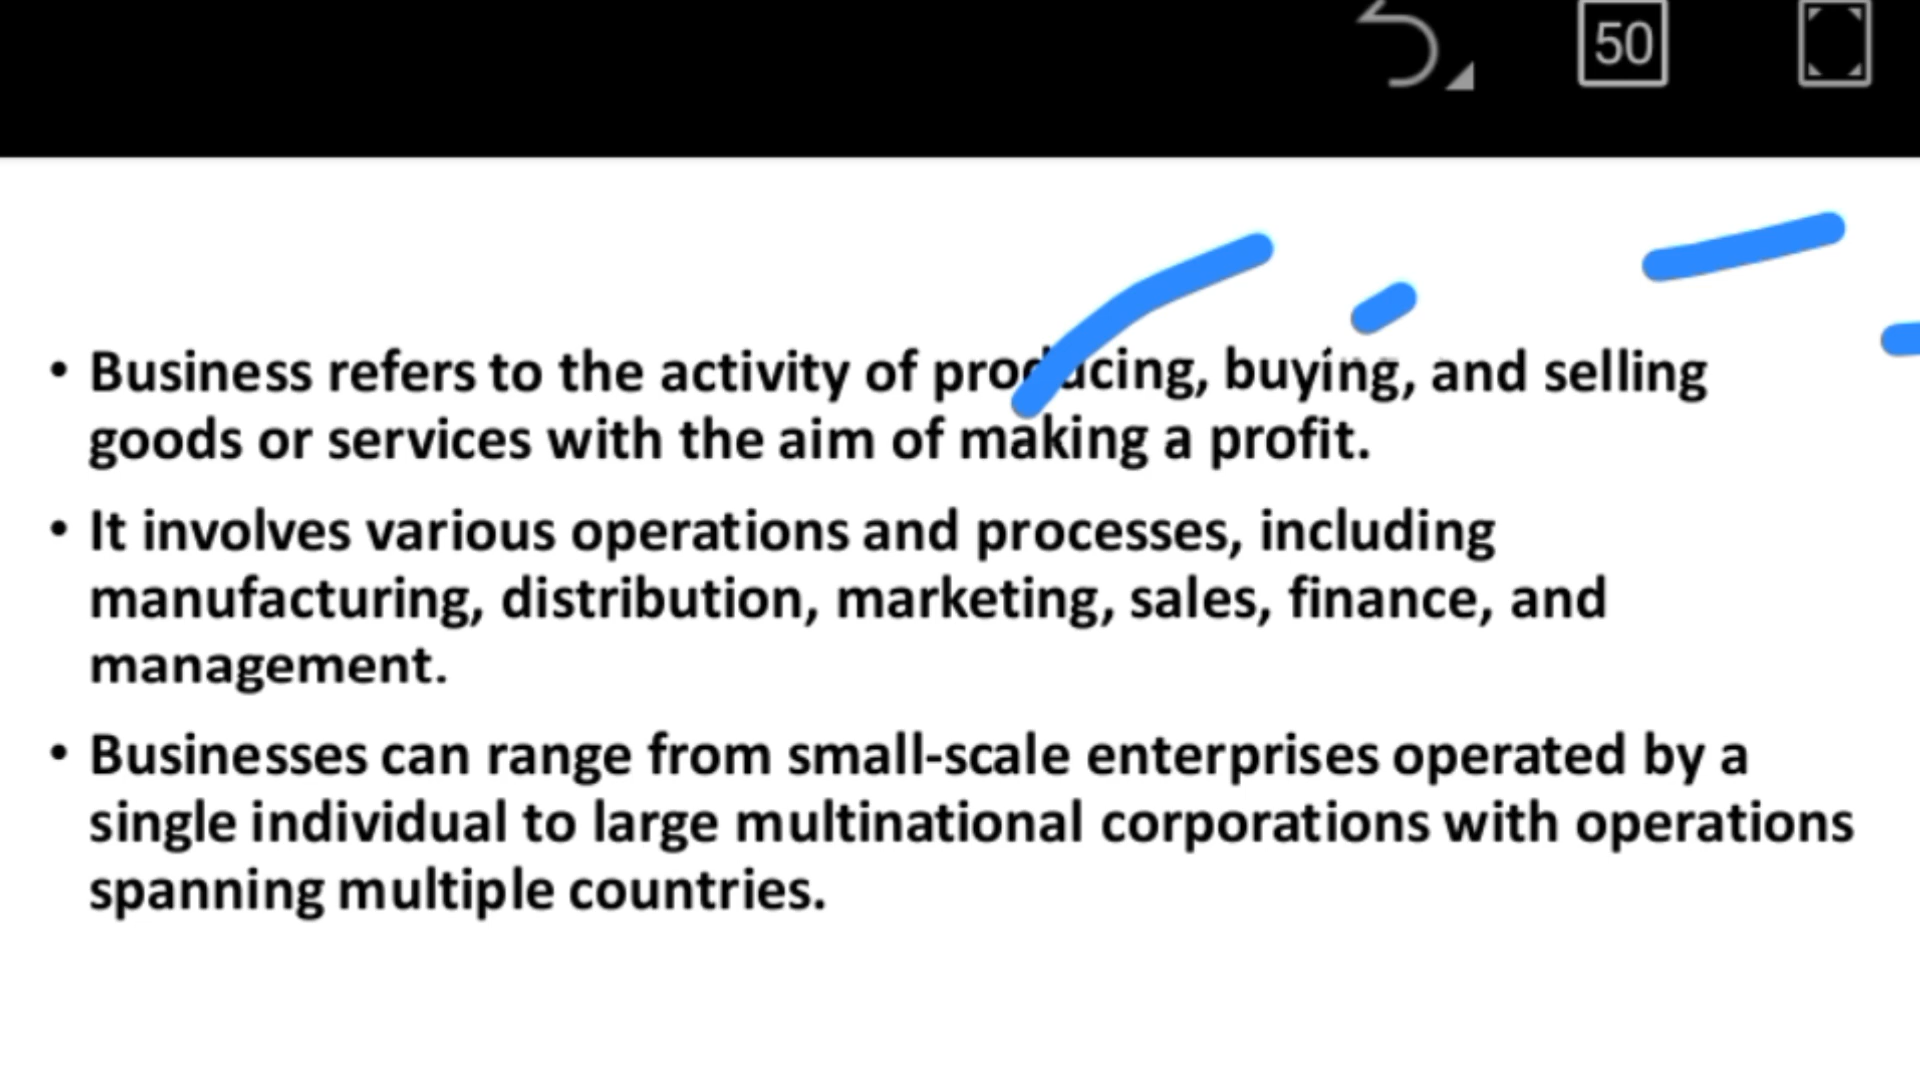 50
• Business refers to the activity of producing, buying, and selling
goods or services with the aim of making a profit.
• It involves various operations and processes, including
manufacturing, distribution, marketing, sales, finance, and
management.
• Businesses can range from small-scale enterprises operated by a
single individual to large multinational corporations with operations
spanning multiple countries.